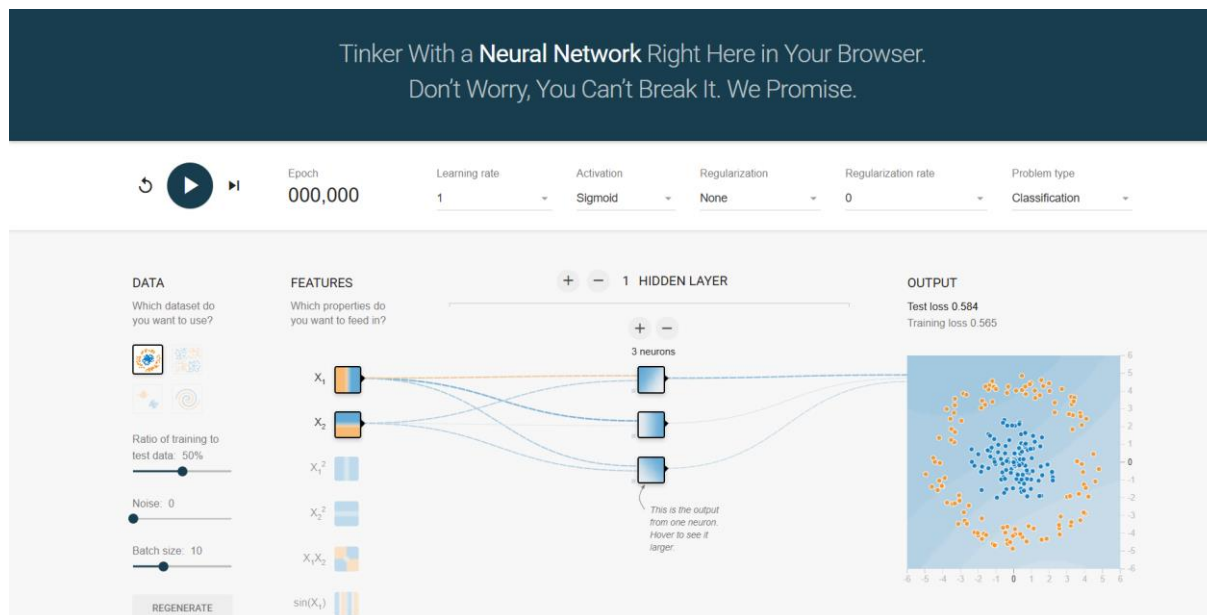 Tinker With a Neural Network Right Here in Your Browser.
Don't Worry, You Can't Break It. We Promise.
Epoch
000,000
Learning rate
1
Activation
Sigmoid
Regularization
None
Regularization rate
0
Problem type
Classification
DATA
Which dataset do
you want to use?
Ratio of training to
test data: 50%
Noise: 0
Batch size: 10
REGENERATE
FEATURES
Which properties do
you want to feed in?
X₁
X₂
X₁²
X₂²
X₁X₂
sin(X₁)
+ − 1 HIDDEN LAYER
+ −
3 neurons
This is the output
from one neuron.
Hover to see it
larger.
OUTPUT
Test loss 0.584
Training loss 0.565
6
5
4
3
2
1
0
-1
-2
-3
-4
-5
-6
-6 -5 -4 -3 -2 -1 0 1 2 3 4 5 6